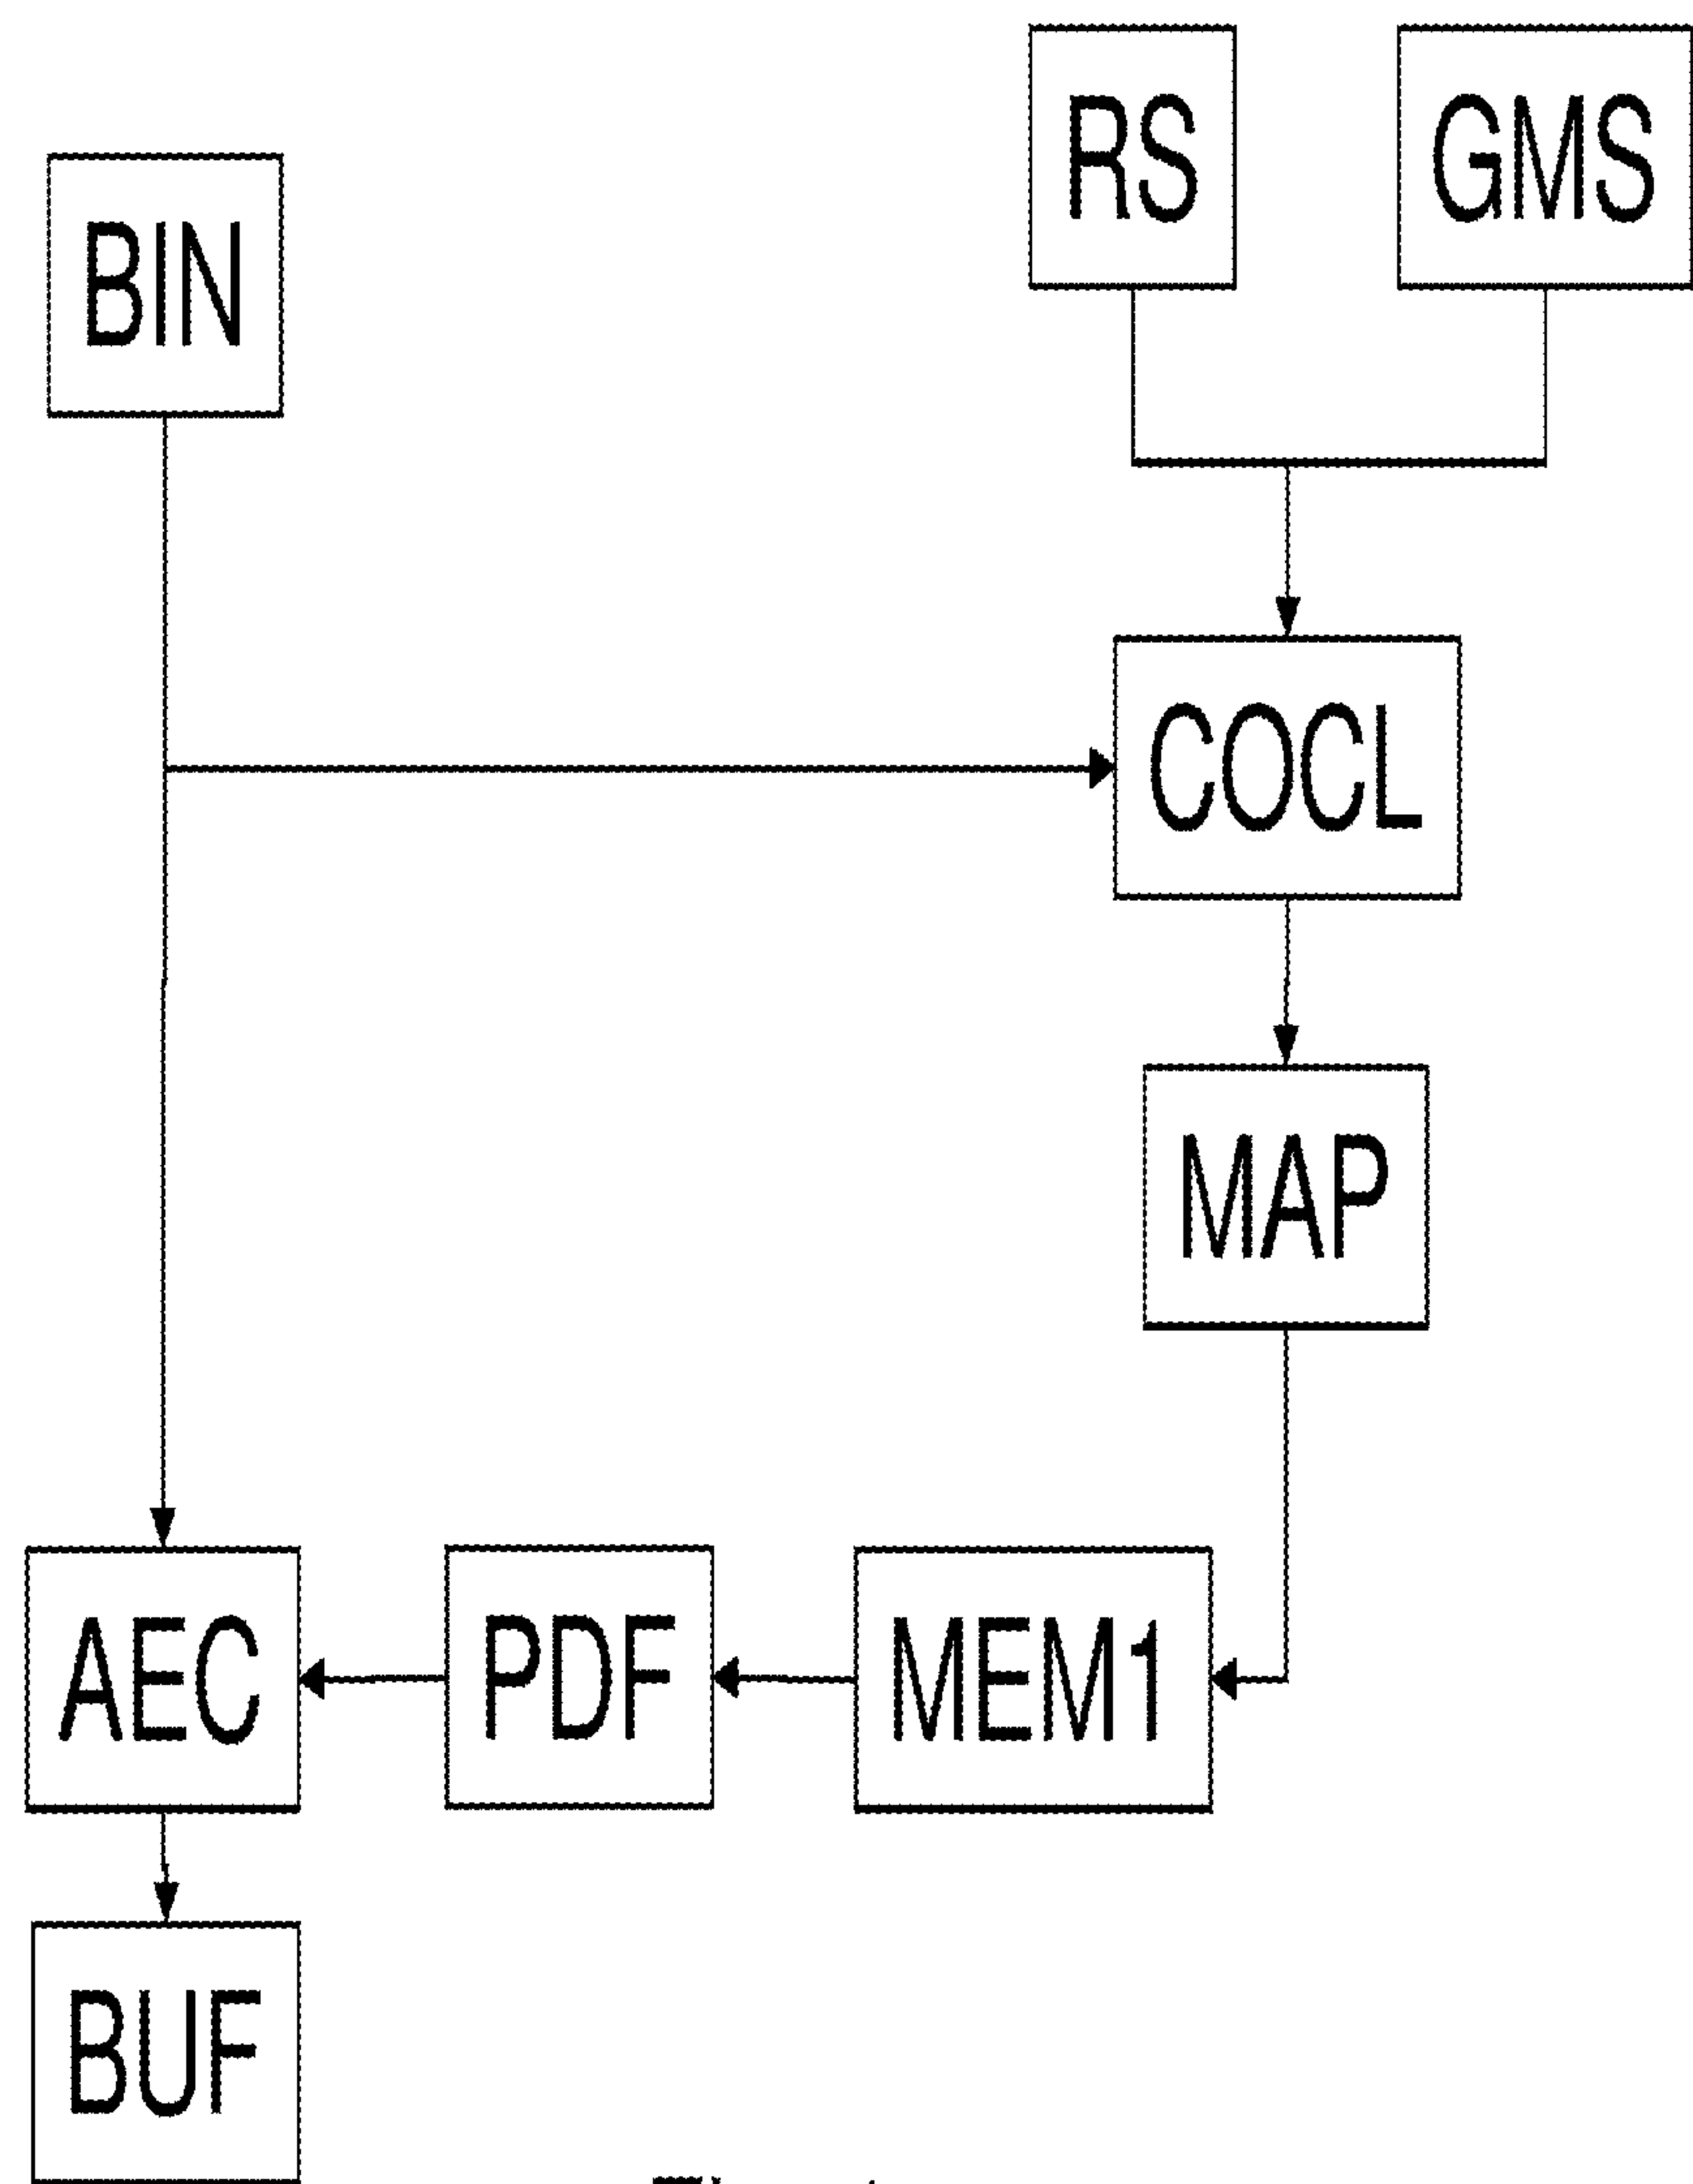 RS GMS
BIN
COCL
MAP
AEC PDF MEM1
BUF